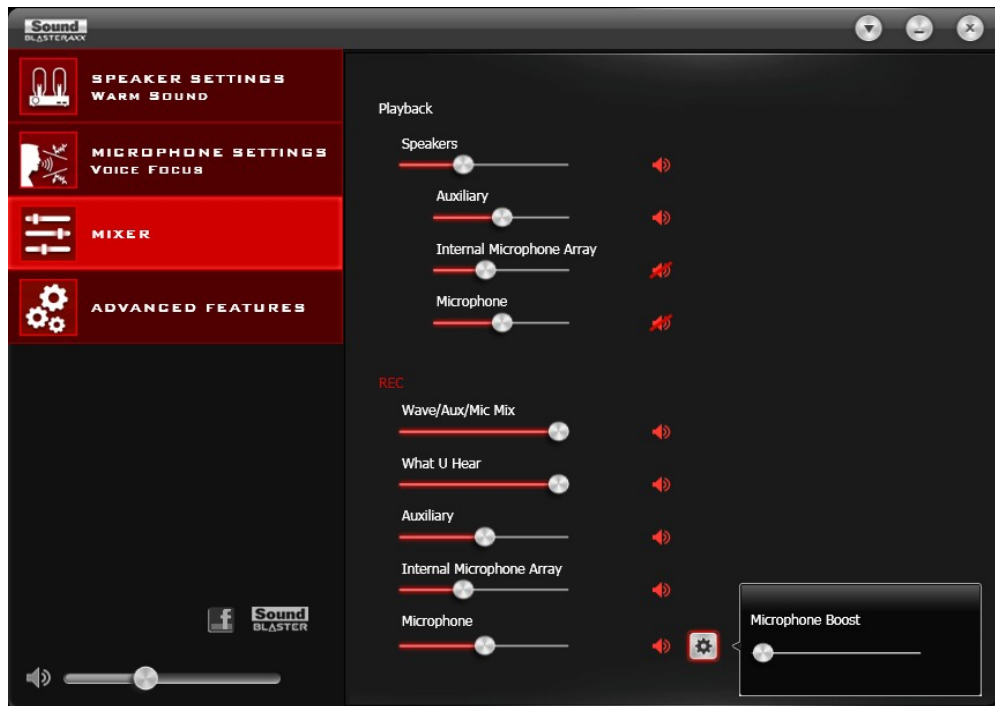 Sound
BLASTERAXX
SPEAKER SETTINGS
WARM SOUND
MICROPHONE SETTINGS
VOICE FOCUS
MIXER
ADVANCED FEATURES
Playback
Speakers
Auxiliary
Internal Microphone Array
Microphone
REC
Wave/Aux/Mic Mix
What U Hear
Auxiliary
Internal Microphone Array
Microphone
Microphone Boost
f
Sound
BLASTER